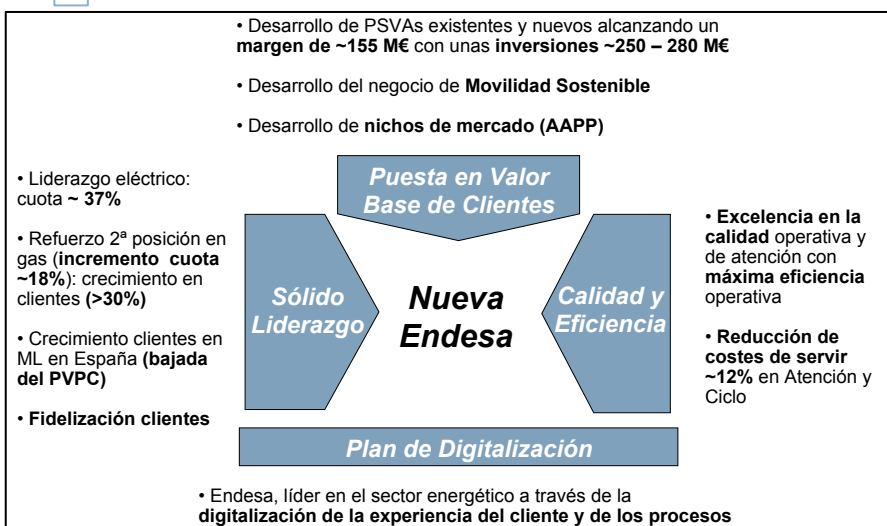 • Desarrollo de PSVAs existentes y nuevos alcanzando un
margen de ~155 M€ con unas inversiones ~250 – 280 M€
• Desarrollo del negocio de Movilidad Sostenible
• Desarrollo de nichos de mercado (AAPP)
• Liderazgo eléctrico:
cuota ~ 37%
• Refuerzo 2ª posición en
gas (incremento cuota
~18%): crecimiento en
clientes (>30%)
• Crecimiento clientes en
ML en España (bajada
del PVPC)
• Fidelización clientes
Puesta en Valor
Base de Clientes
Sólido
Liderazgo
Nueva
Endesa
Calidad y
Eficiencia
• Excelencia en la
calidad operativa y
de atención con
máxima eficiencia
operativa
• Reducción de
costes de servir
~12% en Atención y
Ciclo
Plan de Digitalización
• Endesa, líder en el sector energético a través de la
digitalización de la experiencia del cliente y de los procesos